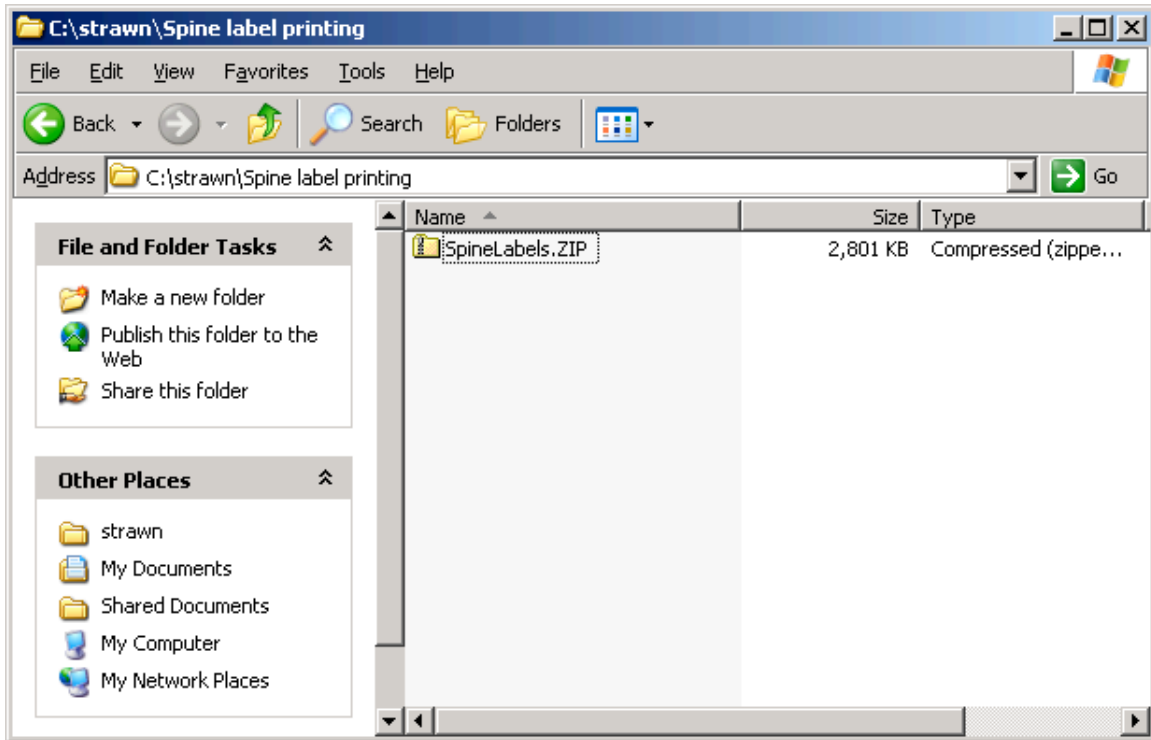 C:\strawn\Spine label printing
File Edit View Favorites Tools Help
Back Search Folders
Address C:\strawn\Spine label printing Go
Name Size Type
SpineLabels.ZIP 2,801 KB Compressed (zippe...
File and Folder Tasks
Make a new folder
Publish this folder to the
Web
Share this folder
Other Places
strawn
My Documents
Shared Documents
My Computer
My Network Places